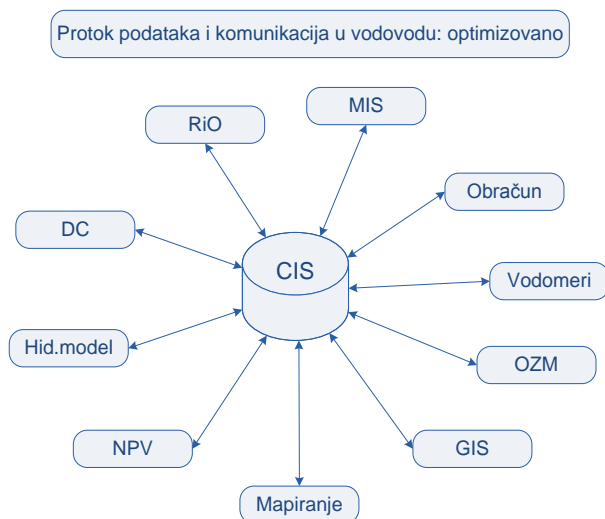 Protok podataka i komunikacija u vodovodu: optimizovano
MIS
RiO
Obračun
DC
CIS
Vodomeri
Hid.model
OZM
NPV
GIS
Mapiranje